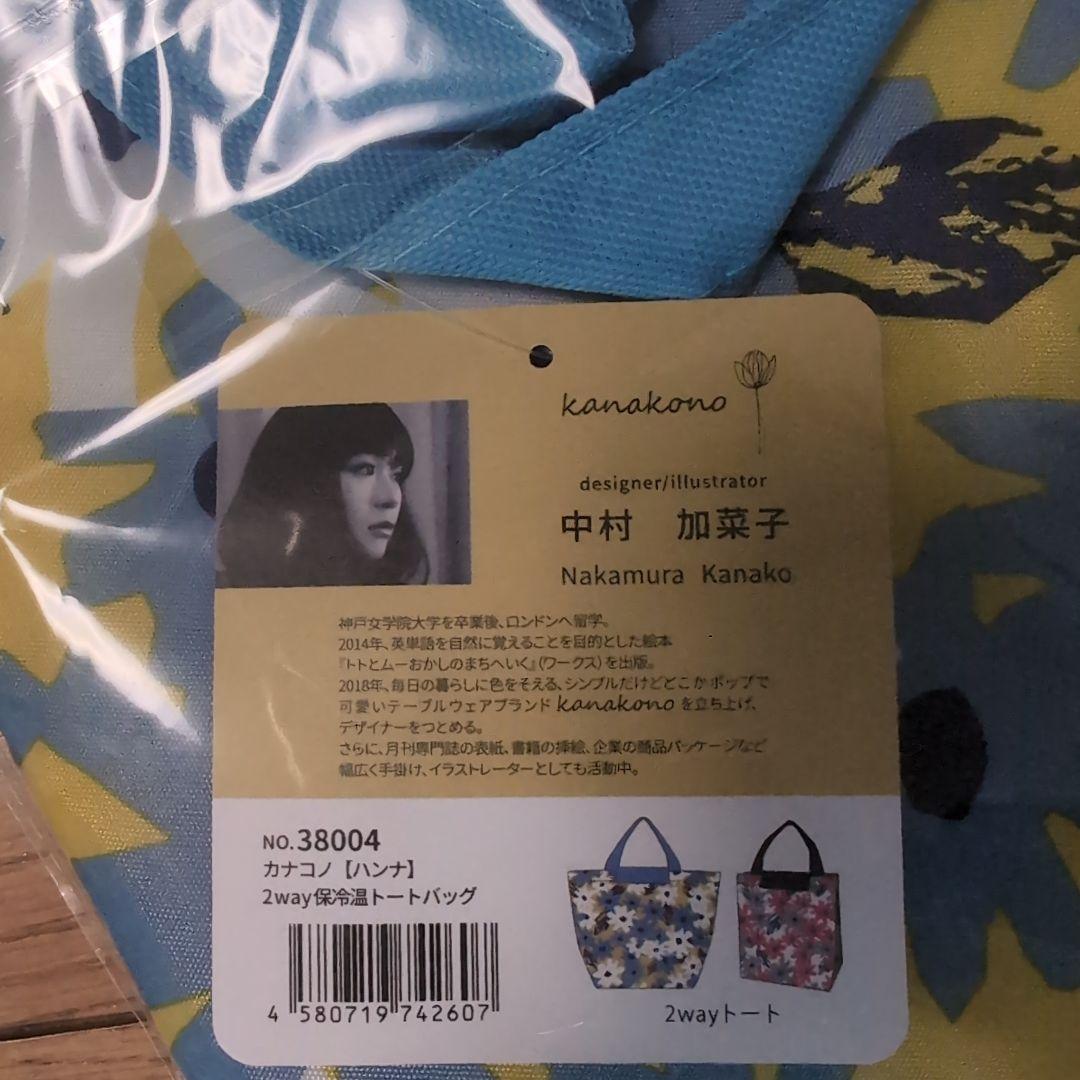 kanakono
designer/illustrator
中村 加菜子
Nakamura Kanako
神戸女学院大学を卒業後、ロンドンへ留学。
2014年、英単語を自然に覚えることを目的とした絵本
『トトとムーおかしのまちへいく』(ワークス)を出版。
2018年、毎日の暮らしに色をそえる、シンプルだけどどこかポップで
可愛いテーブルウェアブランド kanakono を立ち上げ、
デザイナーをつとめる。
さらに、月刊専門誌の表紙、書籍の挿絵、企業の商品パッケージなど
幅広く手掛け、イラストレーターとしても活動中。
NO.38004
カナコノ【ハンナ】
2way保冷温トートバッグ
4 580719 742607
2wayトート